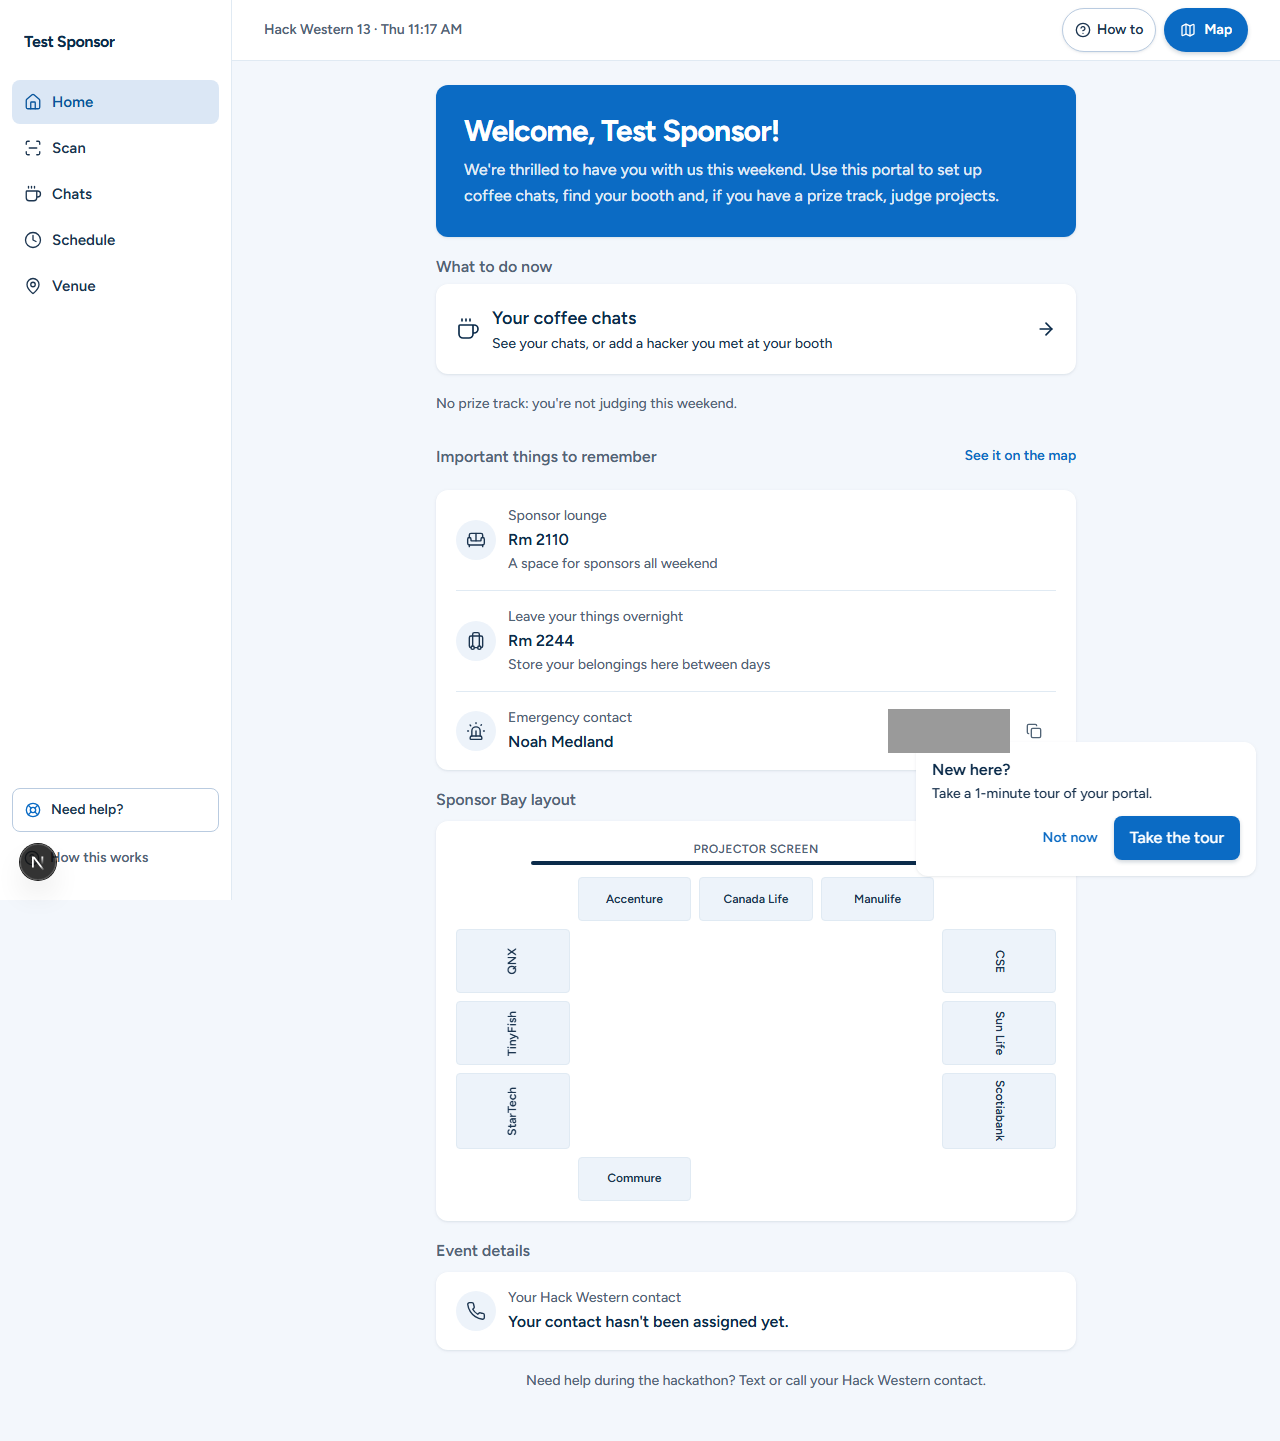 Test Sponsor
Home
Scan
Chats
Schedule
Venue
Need help?
How this works
N
Hack Western 13 · Thu 11:17 AM
How to
Map
Welcome, Test Sponsor!
We're thrilled to have you with us this weekend. Use this portal to set up
coffee chats, find your booth and, if you have a prize track, judge projects.
What to do now
Your coffee chats
See your chats, or add a hacker you met at your booth
No prize track: you're not judging this weekend.
Important things to remember
See it on the map
Sponsor lounge
Rm 2110
A space for sponsors all weekend
Leave your things overnight
Rm 2244
Store your belongings here between days
Emergency contact
Noah Medland
New here?
Take a 1-minute tour of your portal.
Not now
Take the tour
Sponsor Bay layout
PROJECTOR SCREEN
Accenture
Canada Life
Manulife
QNX
CSE
TinyFish
Sun Life
StarTech
Scotiabank
Commure
Event details
Your Hack Western contact
Your contact hasn't been assigned yet.
Need help during the hackathon? Text or call your Hack Western contact.